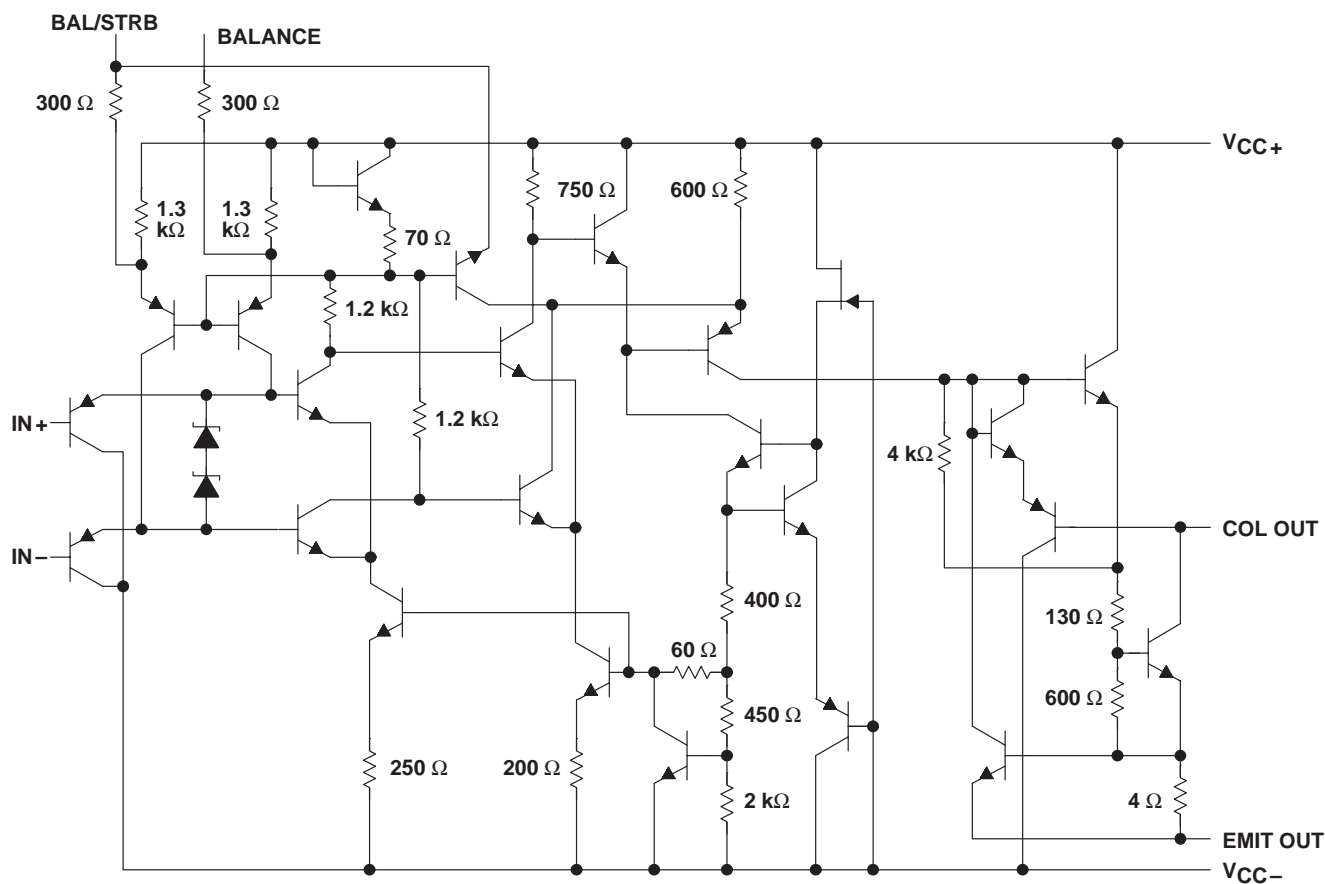 BAL/STRB
BALANCE
300 Ω
300 Ω
VCC+
1.3
kΩ
1.3
kΩ
750 Ω
600 Ω
70 Ω
1.2 kΩ
IN+
1.2 kΩ
4 kΩ
IN−
COL OUT
400 Ω
130 Ω
60 Ω
600 Ω
450 Ω
250 Ω
200 Ω
2 kΩ
4 Ω
EMIT OUT
VCC−